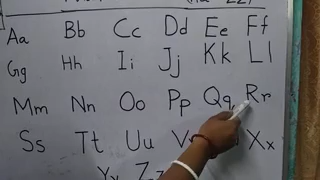 Aa Bb Cc Dd Ee Ff
Gg Hh Ii Jj Kk Ll
Mm Nn Oo Pp Qq Rr
Ss Tt Uu Xx